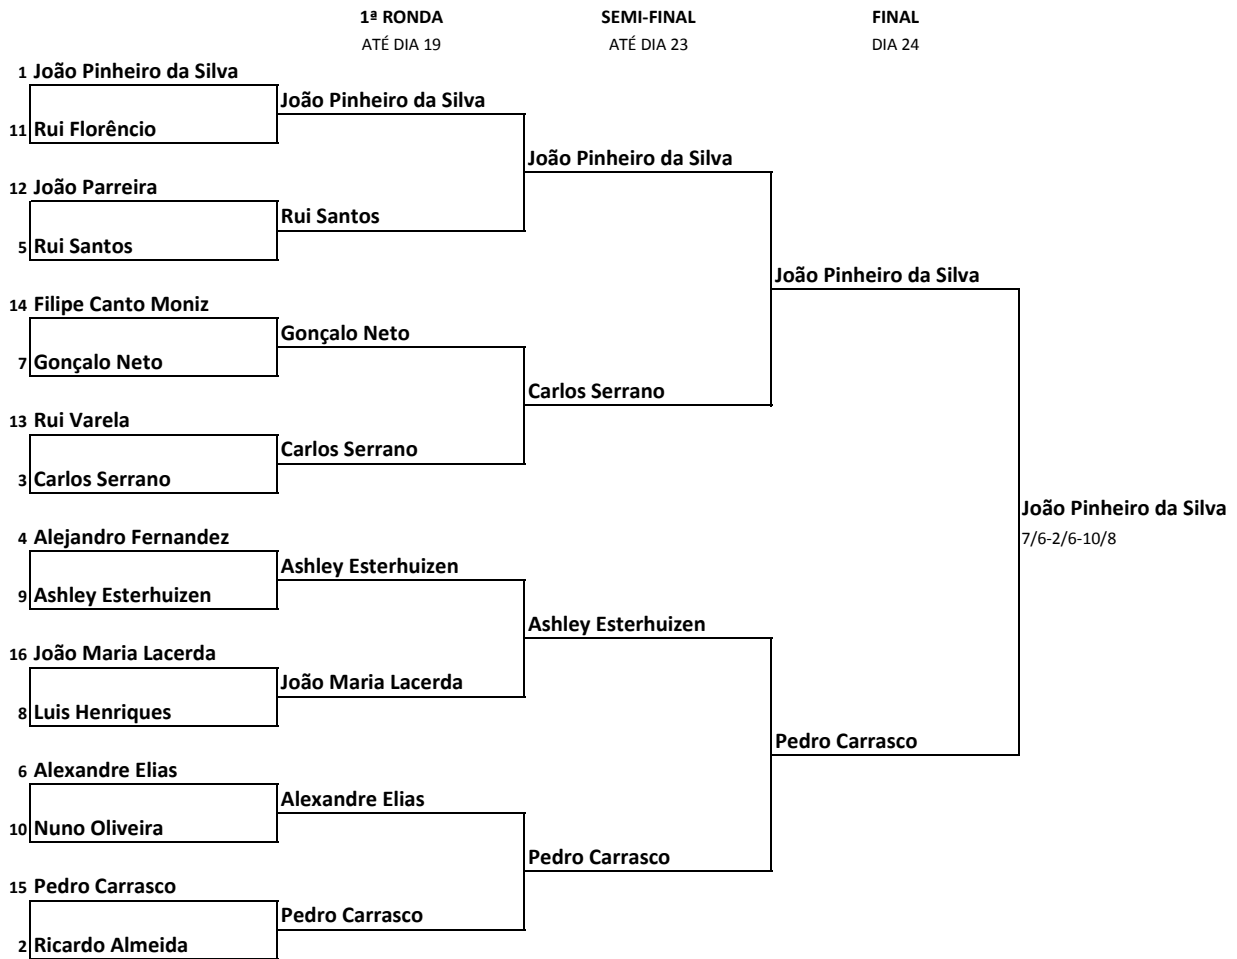 1ª RONDA SEMI-FINAL FINAL
ATÉ DIA 19 ATÉ DIA 23 DIA 24
1 João Pinheiro da Silva
João Pinheiro da Silva
11 Rui Florêncio
João Pinheiro da Silva
12 João Parreira
Rui Santos
5 Rui Santos
João Pinheiro da Silva
14 Filipe Canto Moniz
Gonçalo Neto
7 Gonçalo Neto
Carlos Serrano
13 Rui Varela
Carlos Serrano
3 Carlos Serrano
João Pinheiro da Silva
4 Alejandro Fernandez
7/6-2/6-10/8
Ashley Esterhuizen
9 Ashley Esterhuizen
Ashley Esterhuizen
16 João Maria Lacerda
João Maria Lacerda
8 Luis Henriques
Pedro Carrasco
6 Alexandre Elias
Alexandre Elias
10 Nuno Oliveira
Pedro Carrasco
15 Pedro Carrasco
Pedro Carrasco
2 Ricardo Almeida